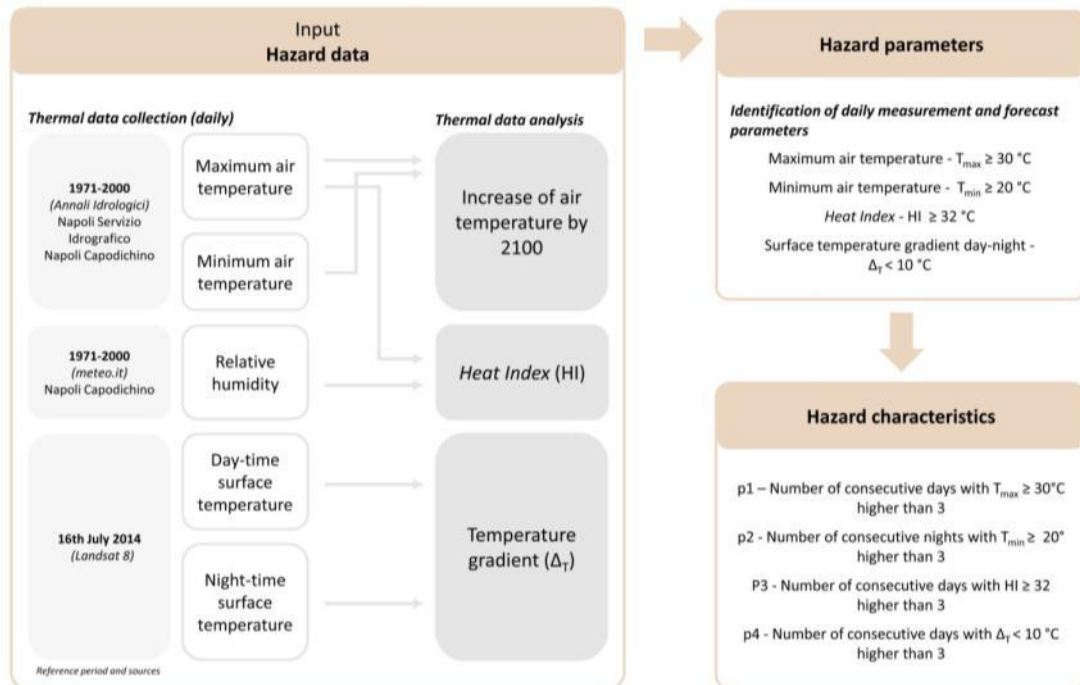 Input
Hazard data
Thermal data collection (daily)
Thermal data analysis
1971-2000
(Annali Idrologici)
Napoli Servizio
Idrografico
Napoli Capodichino
Maximum air
temperature
Minimum air
temperature
Increase of air
temperature by
2100
1971-2000
(meteo.it)
Napoli Capodichino
Relative
humidity
Heat Index (HI)
16th July 2014
(Landsat 8)
Day-time
surface
temperature
Night-time
surface
temperature
Temperature
gradient (ΔT)
Reference period and sources
Hazard parameters
Identification of daily measurement and forecast
parameters
Maximum air temperature - Tmax ≥ 30 °C
Minimum air temperature - Tmin ≥ 20 °C
Heat Index - HI ≥ 32 °C
Surface temperature gradient day-night -
ΔT < 10 °C
Hazard characteristics
p1 – Number of consecutive days with Tmax ≥ 30°C
higher than 3
p2 - Number of consecutive nights with Tmin ≥ 20°
higher than 3
P3 - Number of consecutive days with HI ≥ 32
higher than 3
p4 - Number of consecutive days with ΔT < 10 °C
higher than 3